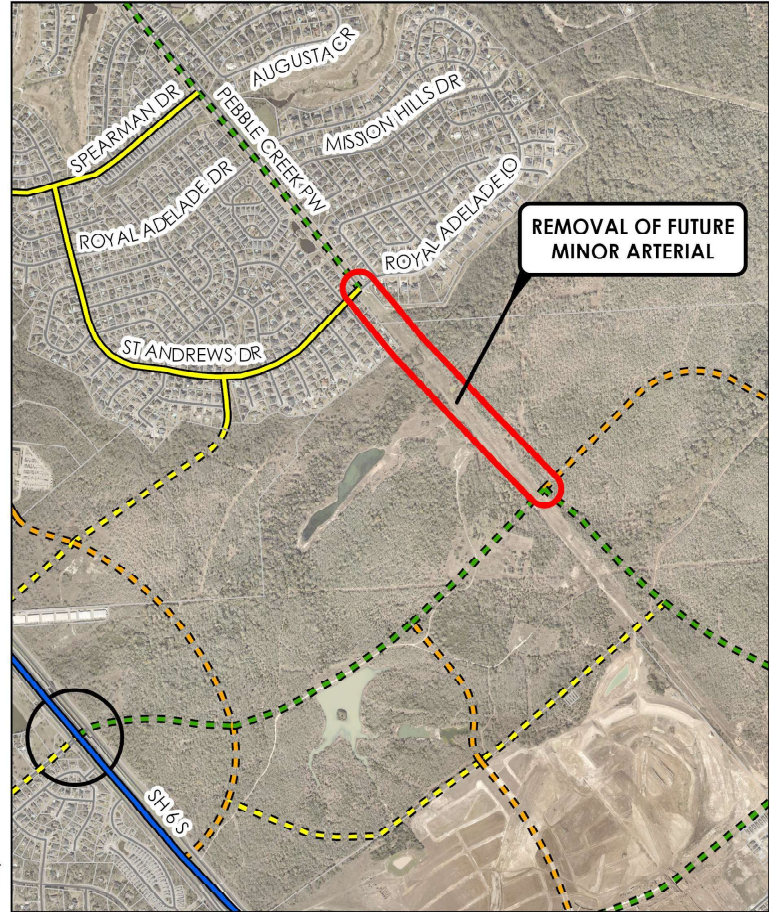 AUGUSTA CR
SPEARMAN DR
PEBBLE CREEK PW
MISSION HILLS DR
ROYAL ADELADE DR
ROYAL ADELADE LO
REMOVAL OF FUTURE
MINOR ARTERIAL
ST ANDREWS DR
SH 6 S